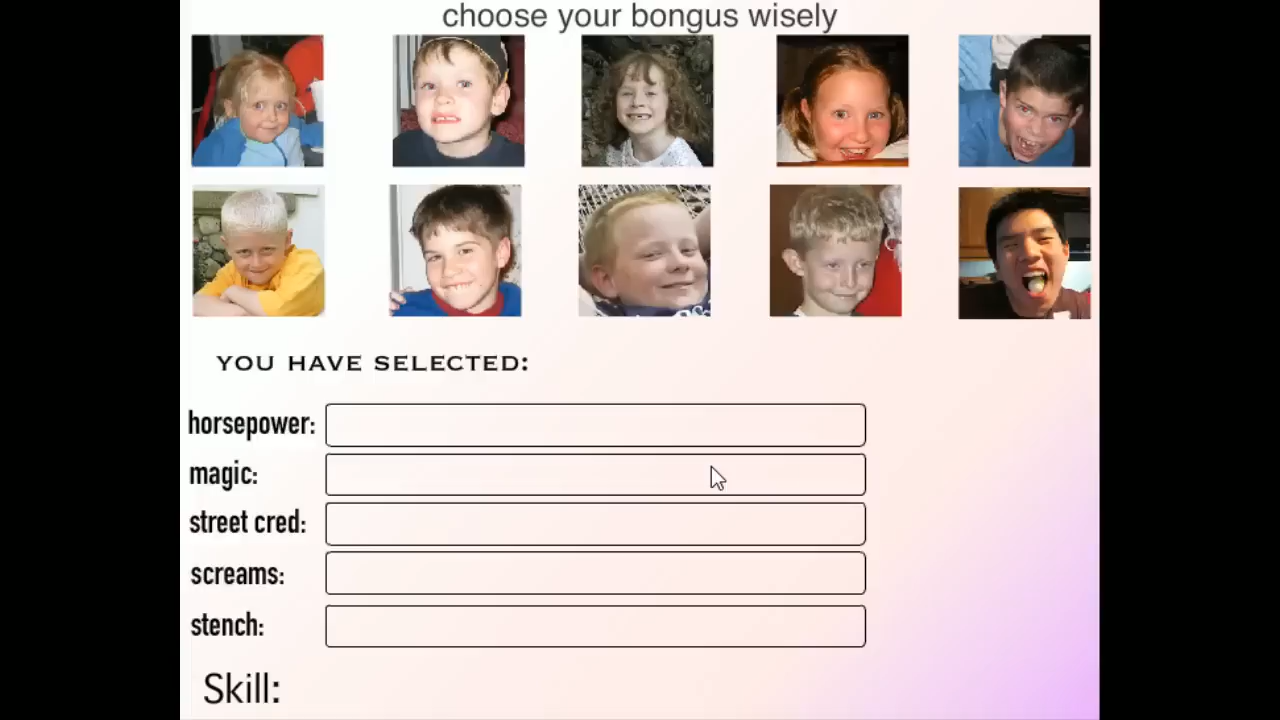 choose your bongus wisely
YOU HAVE SELECTED:
horsepower:
magic:
street cred:
screams:
stench:
Skill: